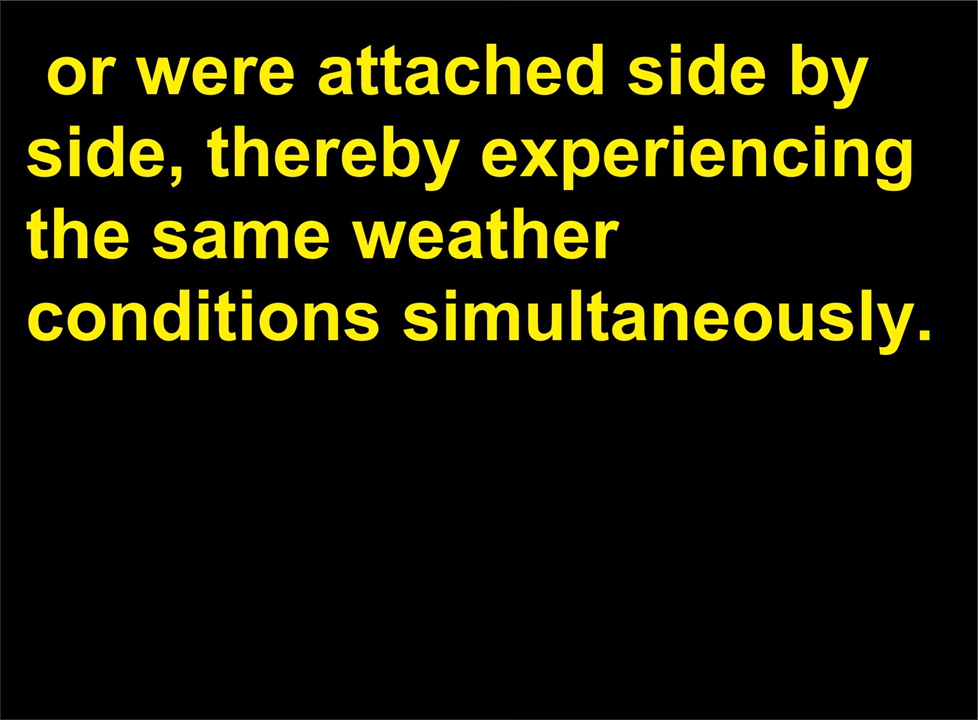 or were attached side by
side, thereby experiencing
the same weather
conditions simultaneously.